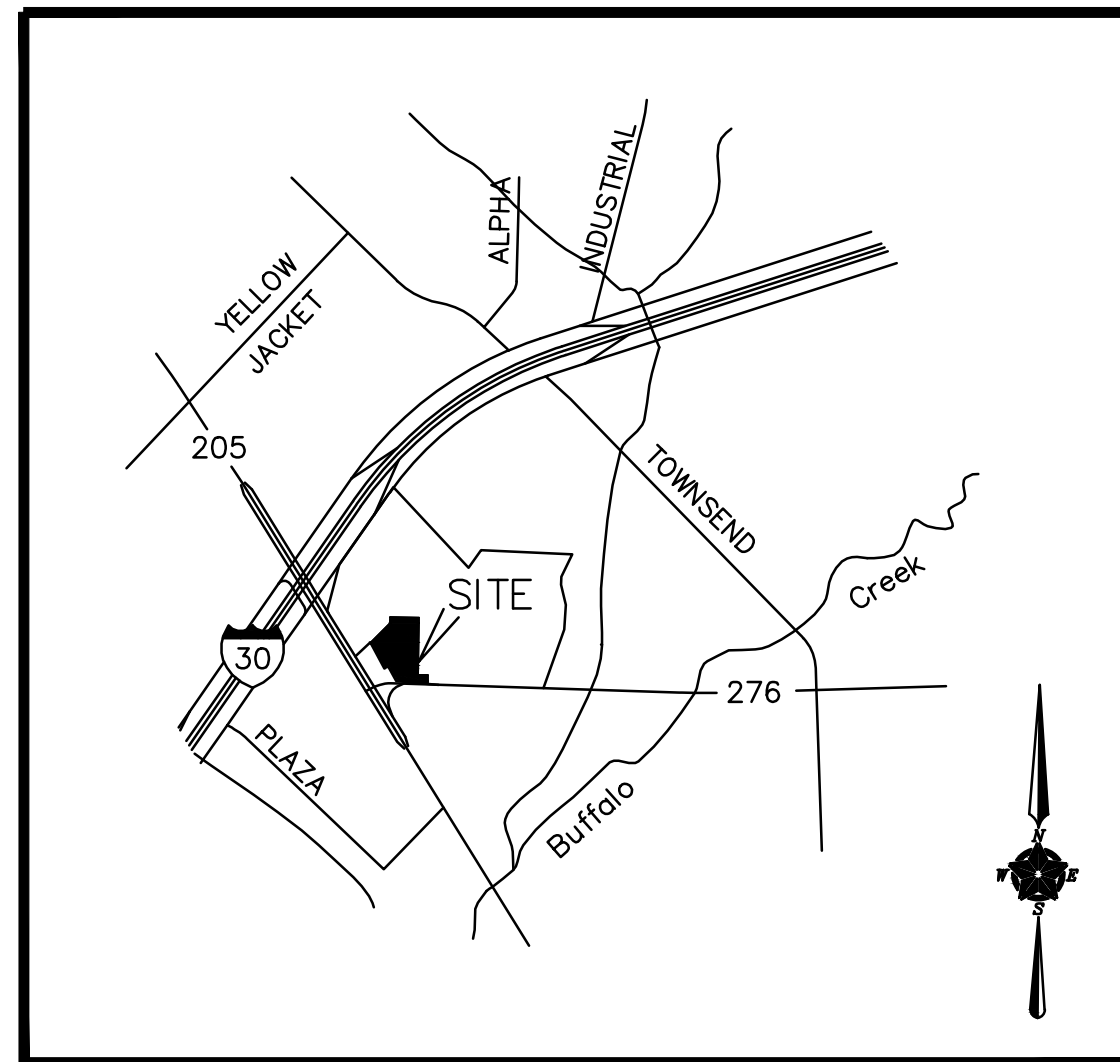 INDUSTRIAL
ALPHA
YELLOW
JACKET
205
TOWNSEND
Creek
SITE
30
276
PLAZA
Buffalo
N
W E
S